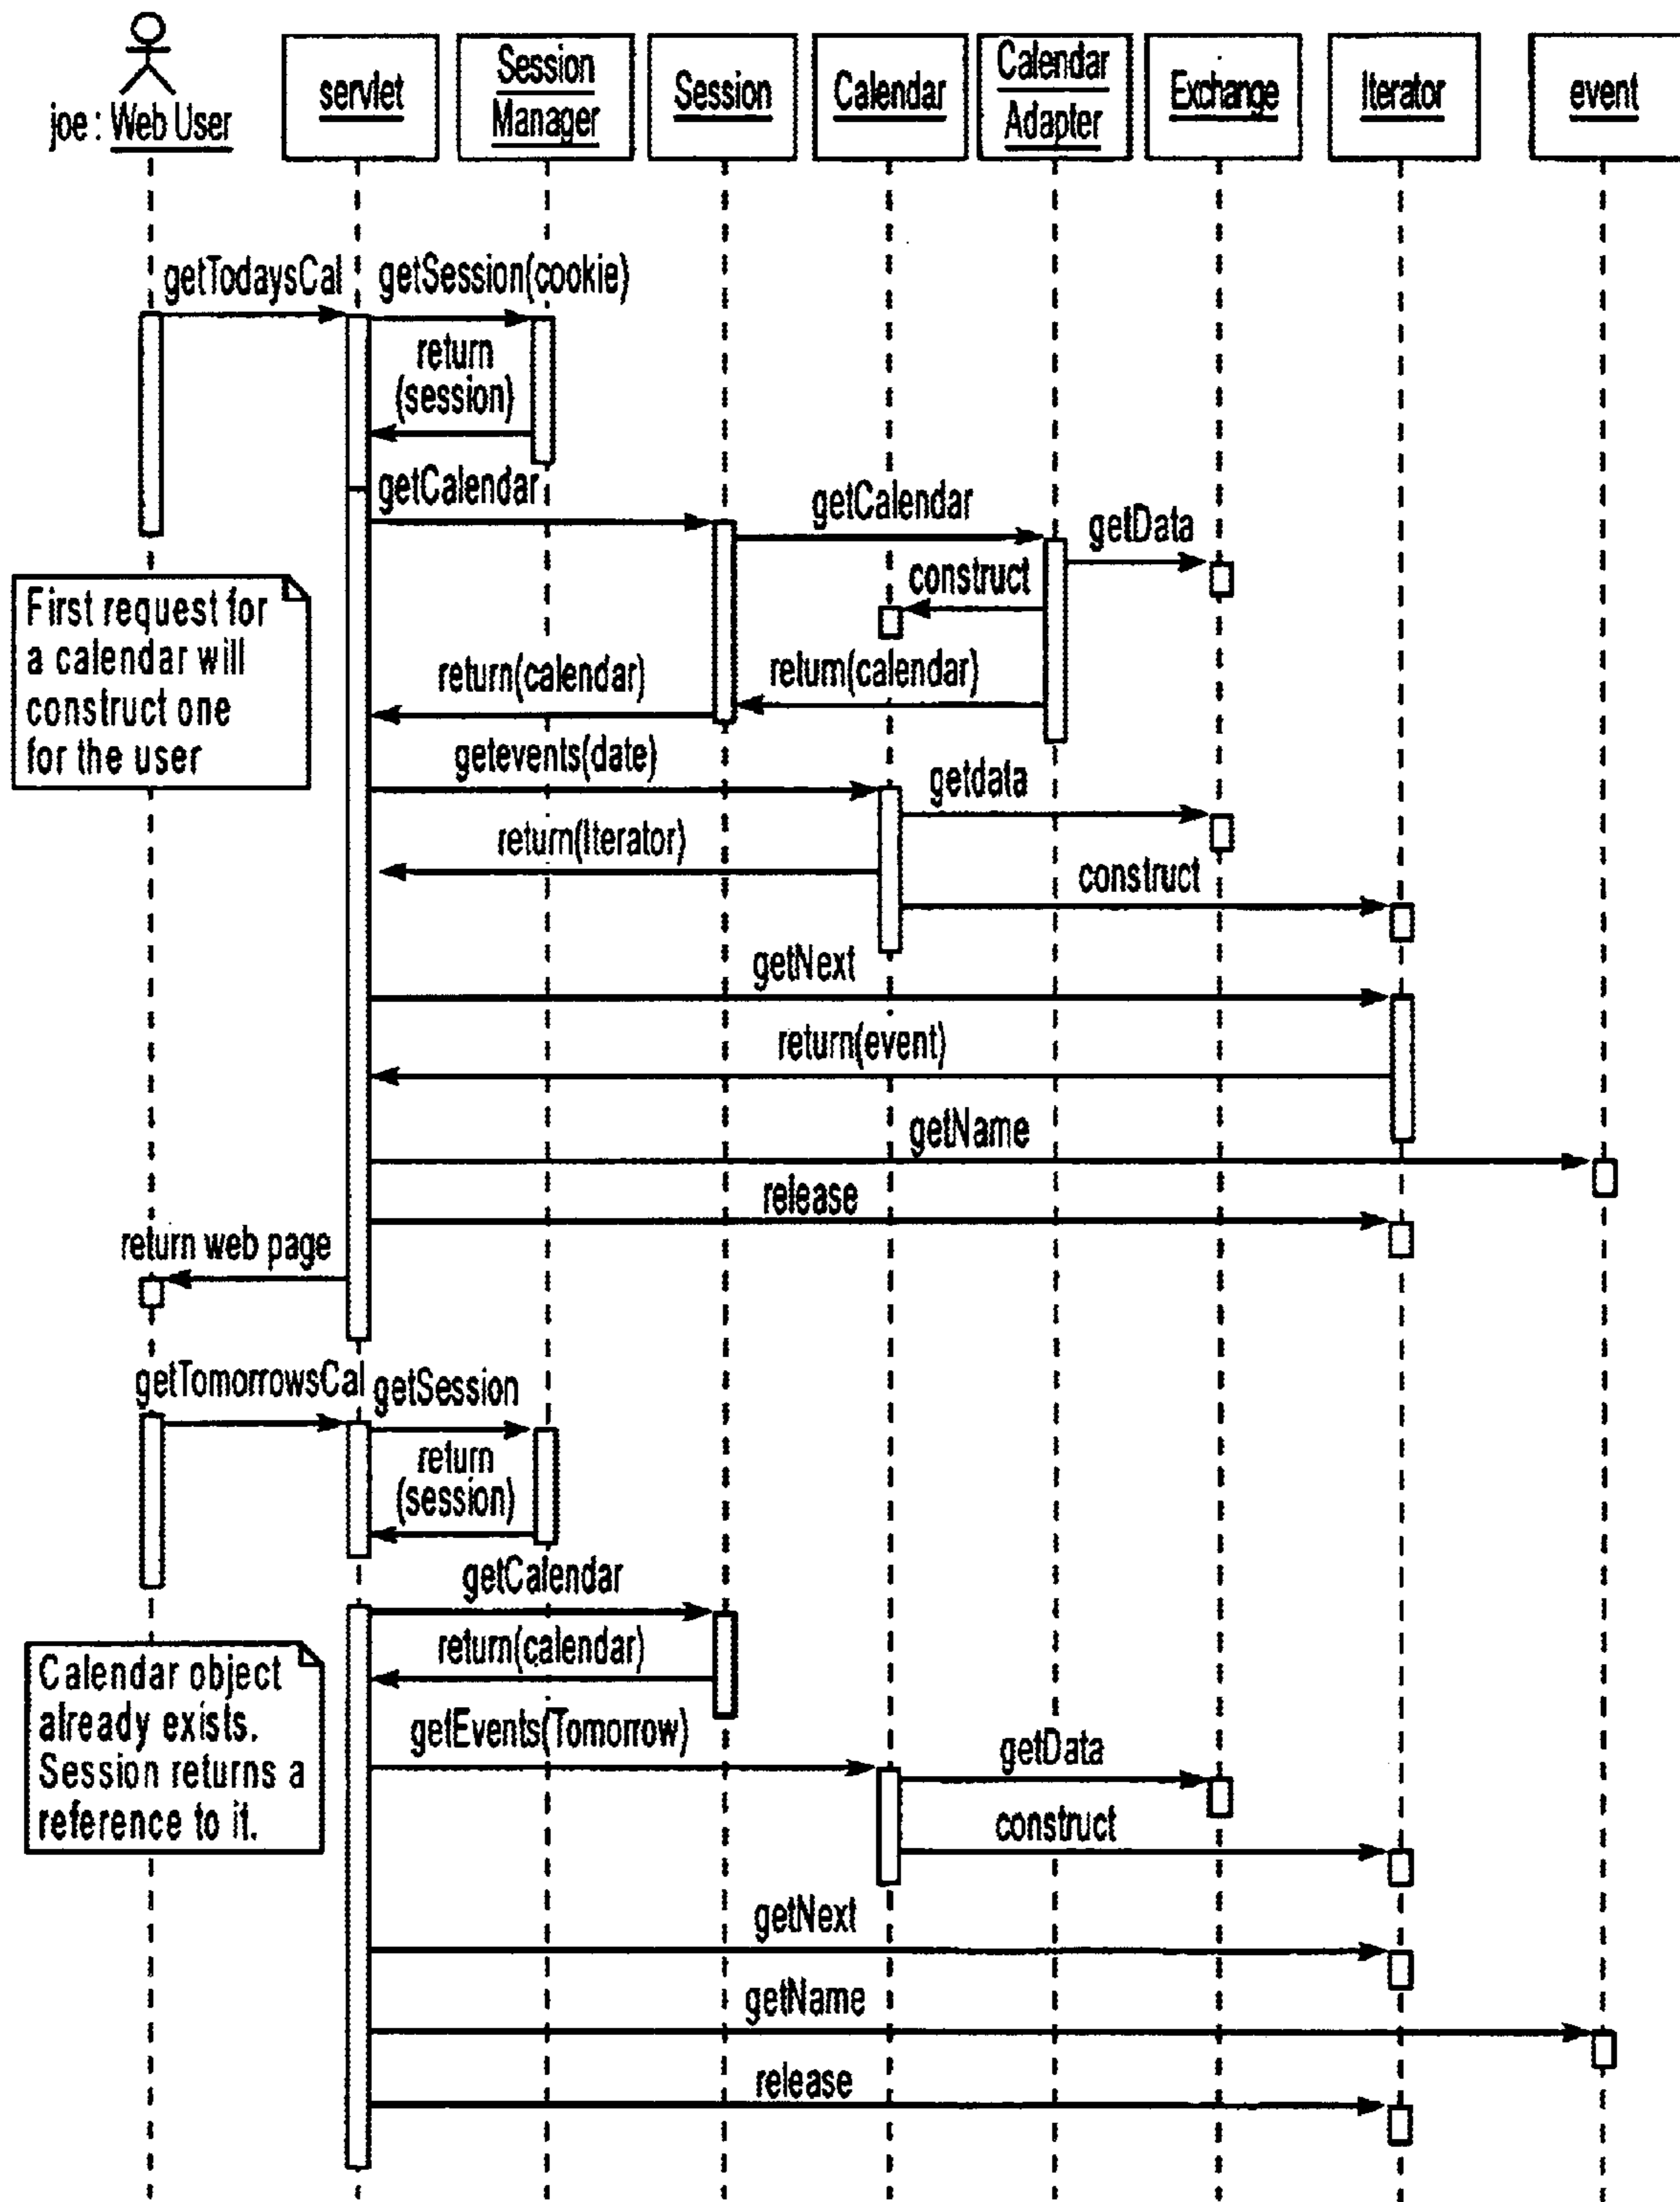 joe : Web User
servlet
Session
Manager
Session
Calendar
Calendar
Adapter
Exchange
Iterator
event
getTodaysCal
getSession(cookie)
return
(session)
getCalendar
getCalendar
getData
construct
First request for
a calendar will
construct one
for the user
return(calendar)
return(calendar)
getevents(date)
getdata
return(Iterator)
construct
getNext
return(event)
getName
release
return web page
getTomorrowsCal
getSession
return
(session)
getCalendar
return(calendar)
Calendar object
already exists.
Session returns a
reference to it.
getEvents(Tomorrow)
getData
construct
getNext
getName
release